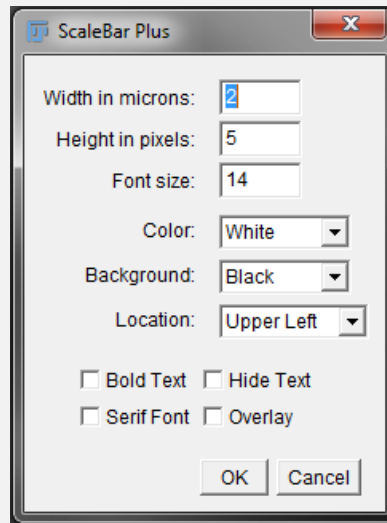 ScaleBar Plus
Width in microns: 2
Height in pixels: 5
Font size: 14
Color: White
Background: Black
Location: Upper Left
Bold Text Hide Text
Serif Font Overlay
OK Cancel